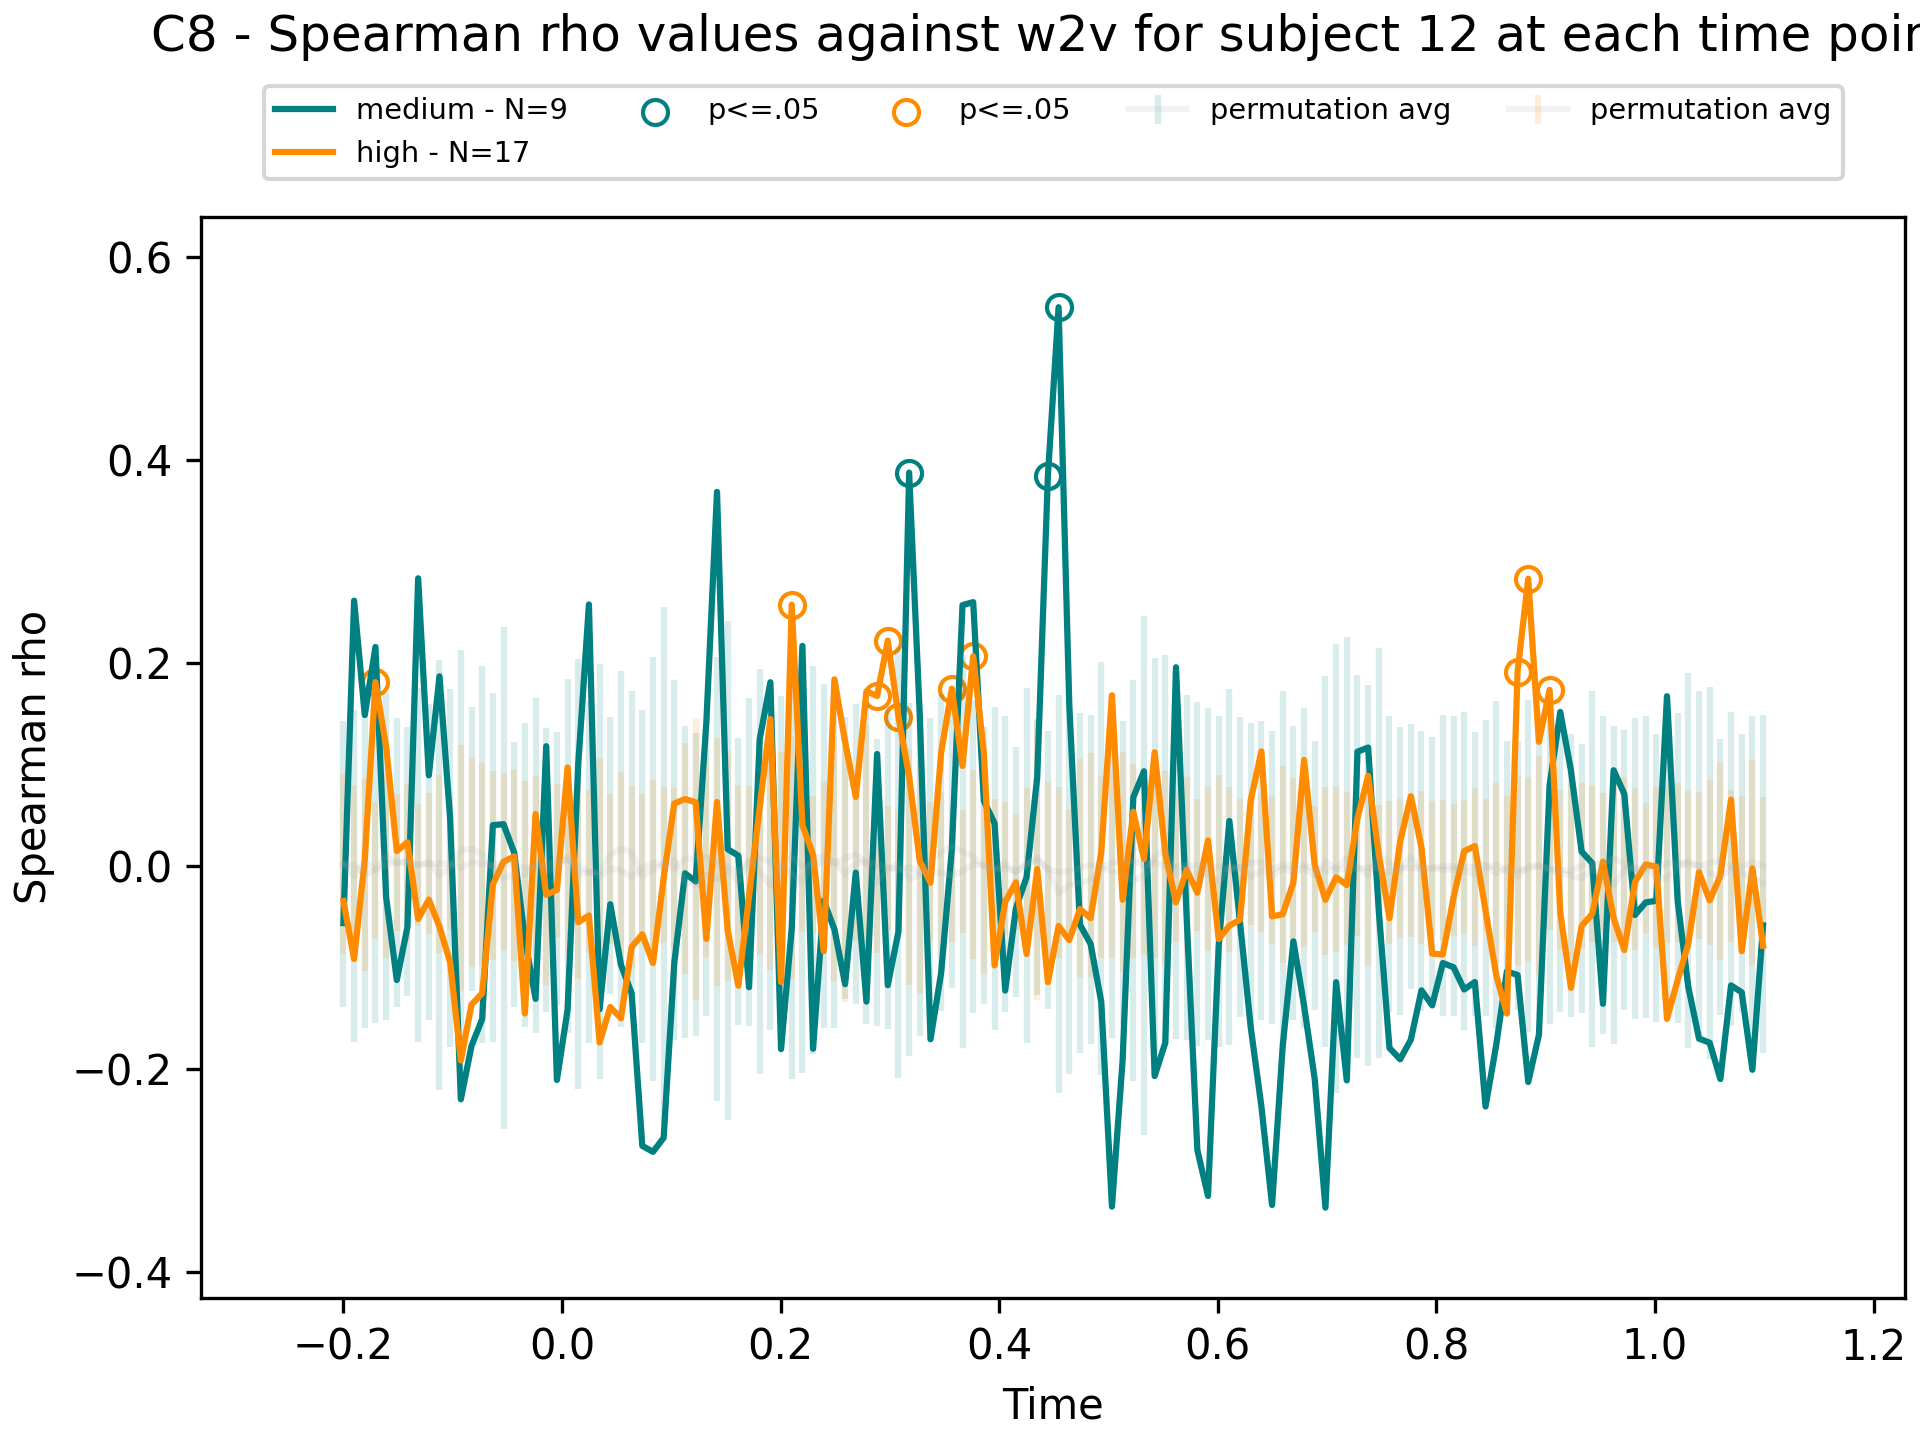 C8 - Spearman rho values against w2v for subject 12 at each time poin
medium - N=9
high - N=17
p<=.05
p<=.05
permutation avg
permutation avg
Spearman rho
0.6
0.4
0.2
0.0
−0.2
−0.4
−0.2
0.0
0.2
0.4
0.6
0.8
1.0
1.2
Time